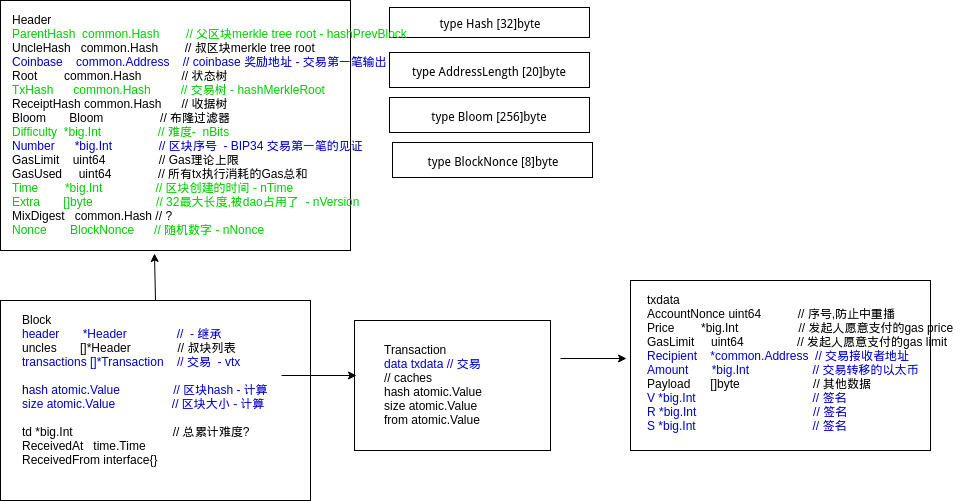 Header
ParentHash common.Hash // 父区块merkle tree root - hashPrevBlock
UncleHash common.Hash // 叔区块merkle tree root
Coinbase common.Address // coinbase 奖励地址 - 交易第一笔输出
Root common.Hash // 状态树
TxHash common.Hash // 交易树 - hashMerkleRoot
ReceiptHash common.Hash // 收据树
Bloom Bloom // 布隆过滤器
Difficulty *big.Int // 难度- nBits
Number *big.Int // 区块序号 - BIP34 交易第一笔的见证
GasLimit uint64 // Gas理论上限
GasUsed uint64 // 所有tx执行消耗的Gas总和
Time *big.Int // 区块创建的时间 - nTime
Extra []byte // 32最大长度,被dao占用了 - nVersion
MixDigest common.Hash // ?
Nonce BlockNonce // 随机数字 - nNonce
type Hash [32]byte
type AddressLength [20]byte
type Bloom [256]byte
type BlockNonce [8]byte
Block
header *Header // - 继承
uncles []*Header // 叔块列表
transactions []*Transaction // 交易 - vtx
hash atomic.Value // 区块hash - 计算
size atomic.Value // 区块大小 - 计算
td *big.Int // 总累计难度?
ReceivedAt time.Time
ReceivedFrom interface{}
Transaction
data txdata // 交易
// caches
hash atomic.Value
size atomic.Value
from atomic.Value
txdata
AccountNonce uint64 // 序号,防止中重播
Price *big.Int // 发起人愿意支付的gas price
GasLimit uint64 // 发起人愿意支付的gas limit
Recipient *common.Address // 交易接收者地址
Amount *big.Int // 交易转移的以太币
Payload []byte // 其他数据
V *big.Int // 签名
R *big.Int // 签名
S *big.Int // 签名